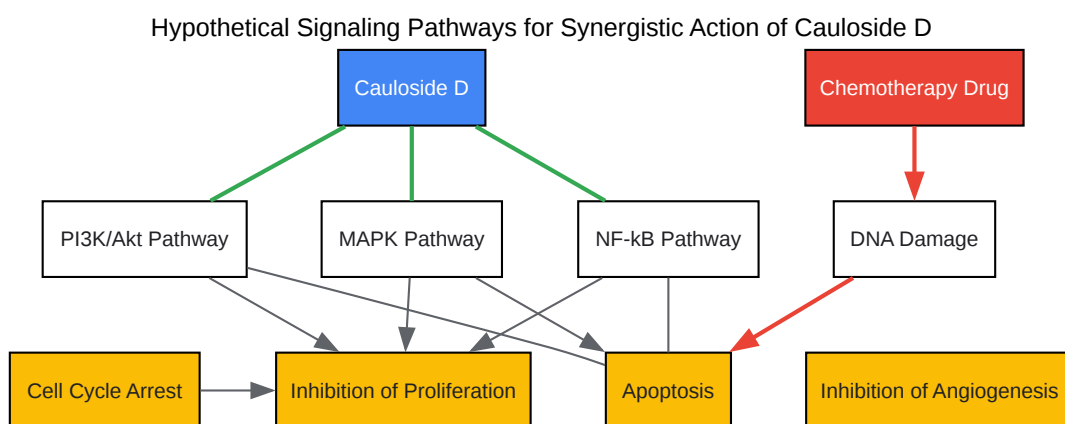 Hypothetical Signaling Pathways for Synergistic Action of Cauloside D
Cauloside D
Chemotherapy Drug
PI3K/Akt Pathway
MAPK Pathway
NF-kB Pathway
DNA Damage
Cell Cycle Arrest
Inhibition of Proliferation
Apoptosis
Inhibition of Angiogenesis